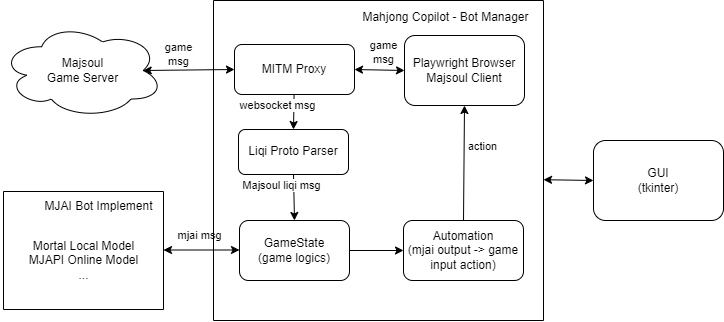 Mahjong Copilot - Bot Manager
Majsoul
Game Server
game
msg
MITM Proxy
game
msg
Playwright Browser
Majsoul Client
websocket msg
Liqi Proto Parser
action
Majsoul liqi msg
GUI
(tkinter)
MJAI Bot Implement
Mortal Local Model
MJAPI Online Model
...
mjai msg
GameState
(game logics)
Automation
(mjai output -> game
input action)